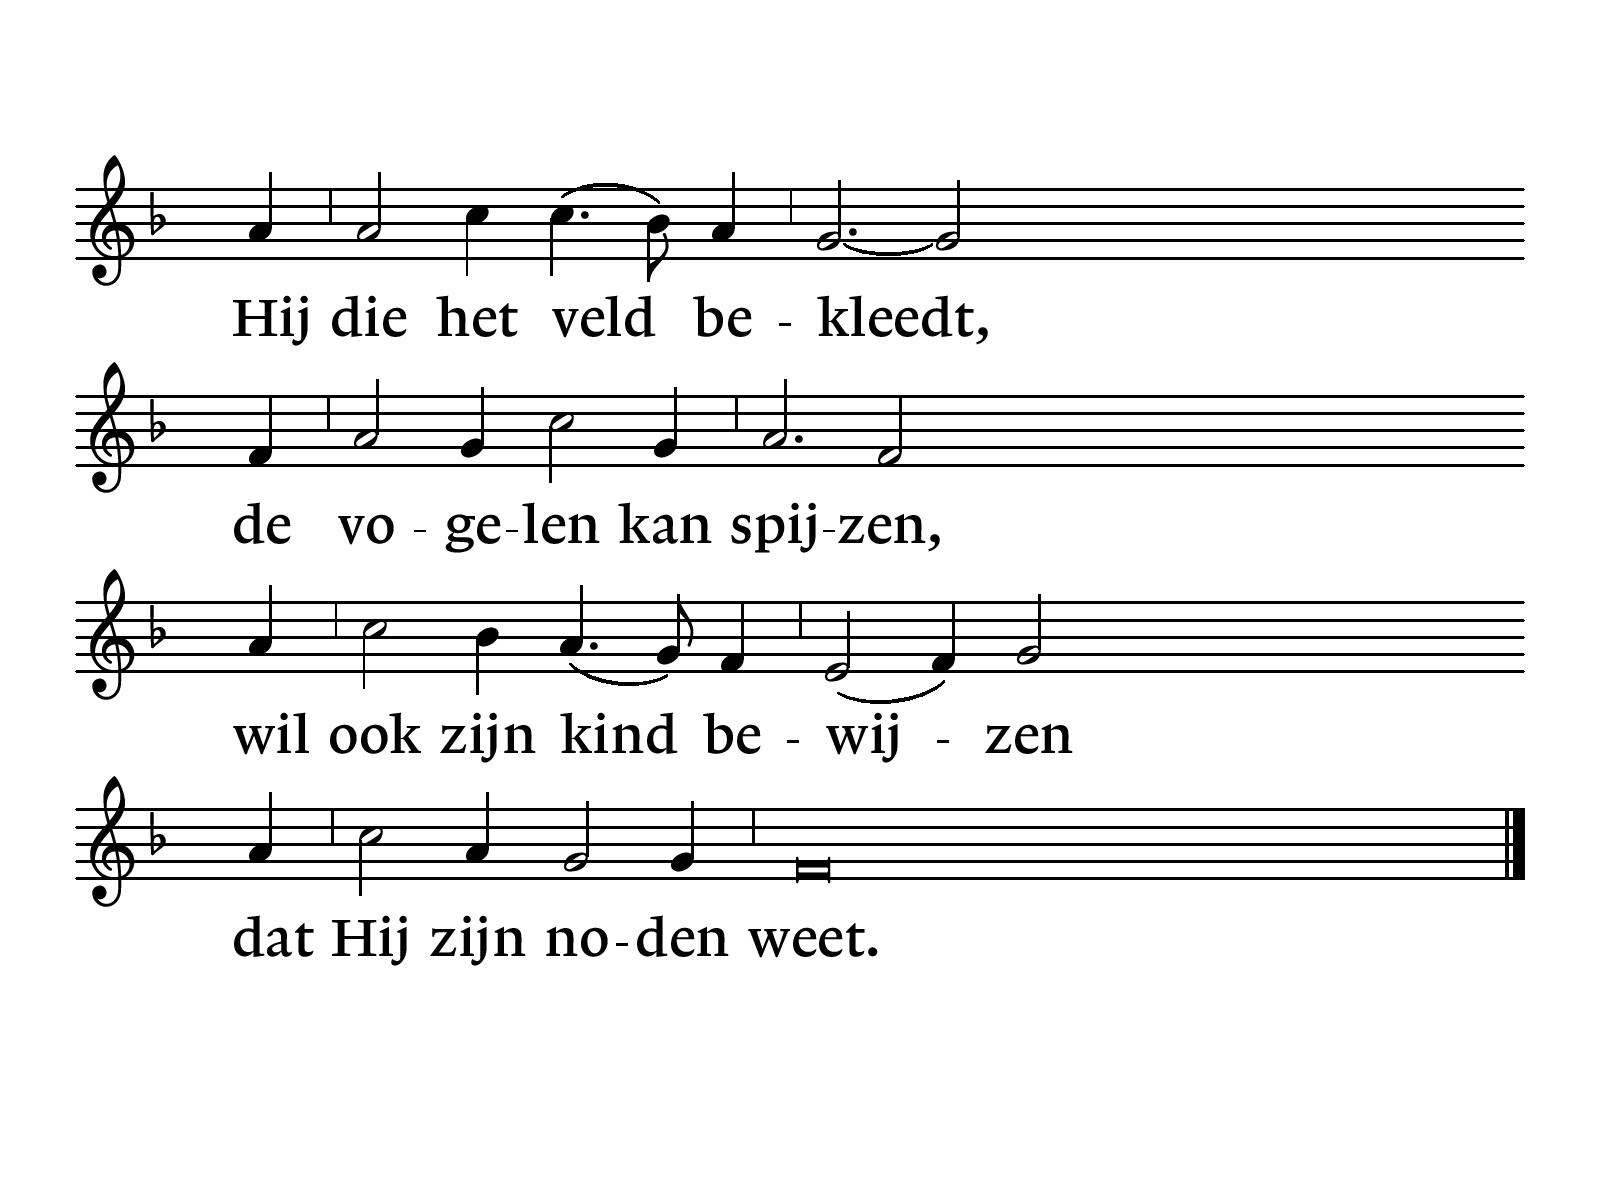 Hij die het veld be - kleedt,
de vo - ge-len kan spij-zen,
wil ook zijn kind be - wij - zen
dat Hij zijn no-den weet.